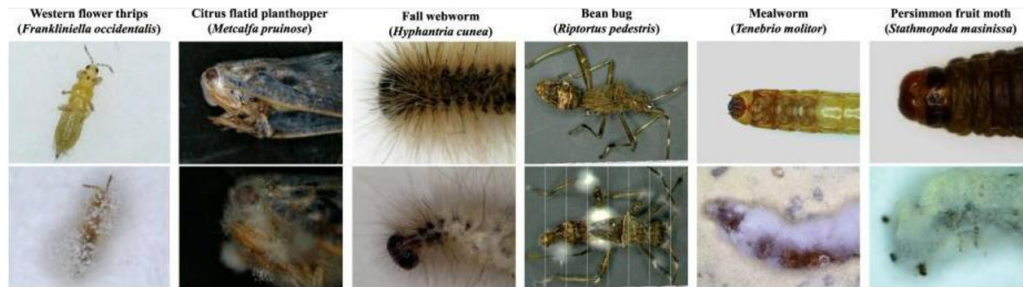 Western flower thrips
(Frankliniella occidentalis)
Citrus flatid planthopper
(Metcalfa pruinose)
Fall webworm
(Hyphantria cunea)
Bean bug
(Riptortus pedestris)
Mealworm
(Tenebrio molitor)
Persimmon fruit moth
(Stathmopoda masinissa)